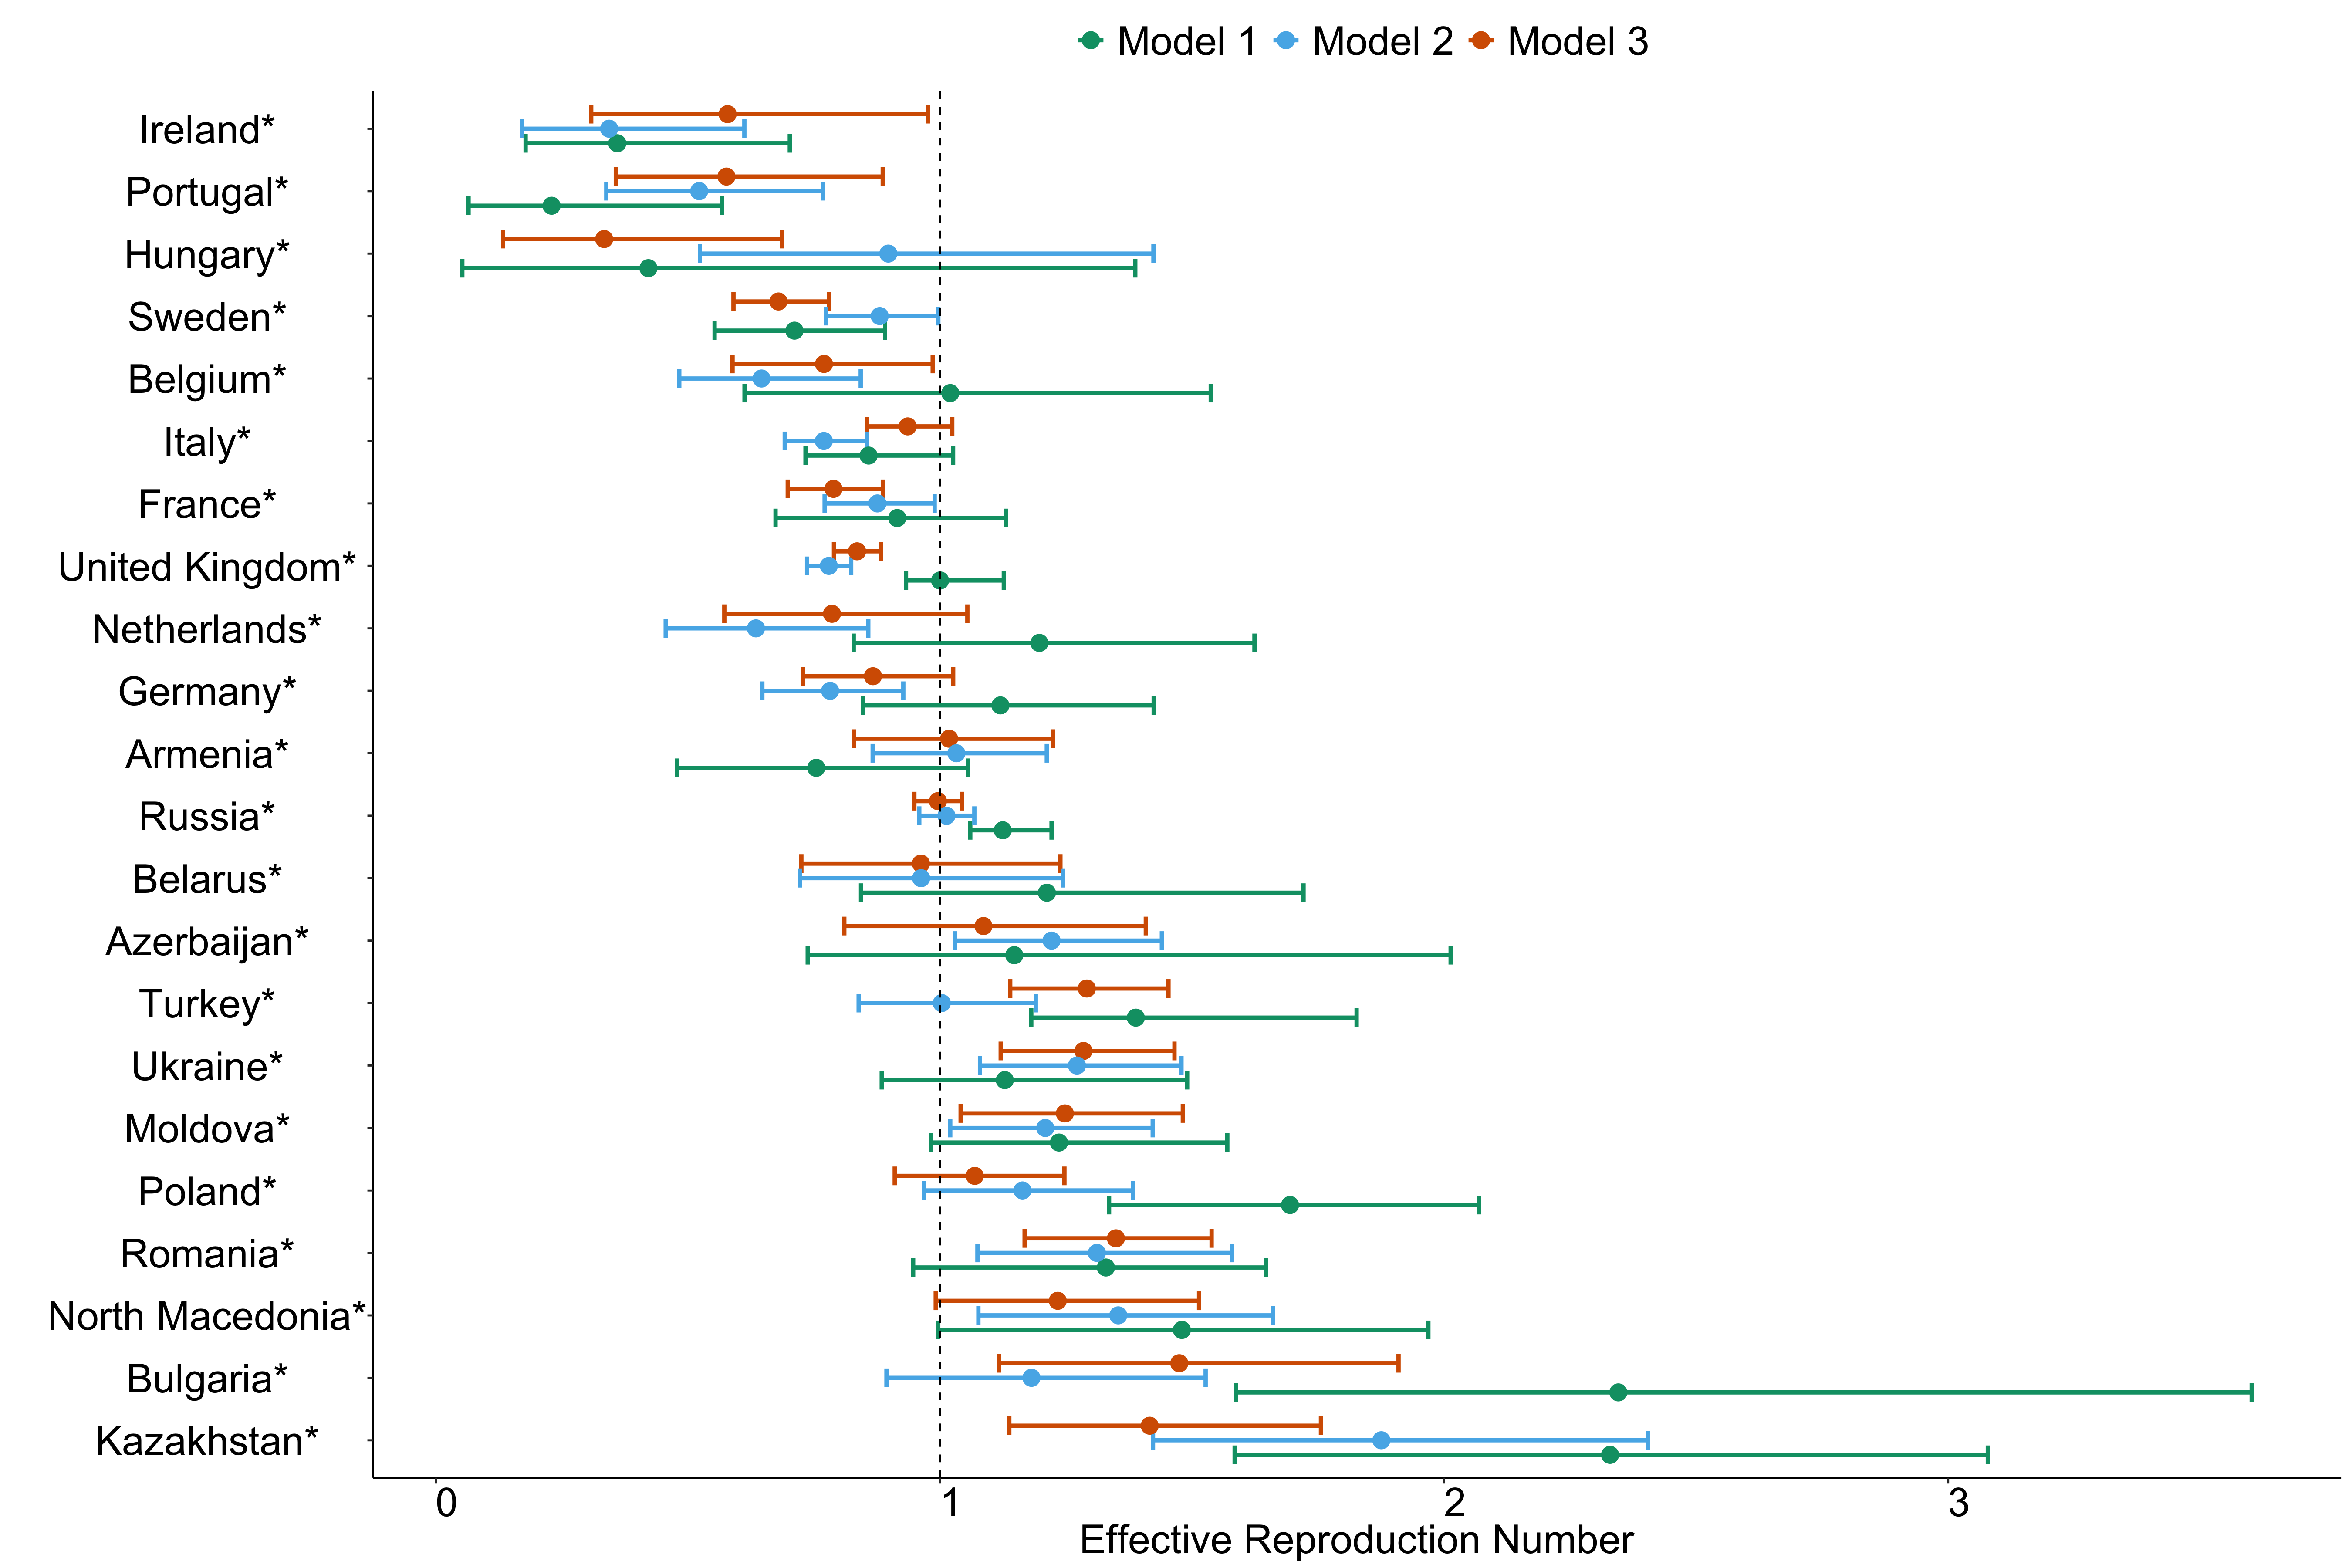 Model 1 Model 2 Model 3
Ireland*
Portugal*
Hungary*
Sweden*
Belgium*
Italy*
France*
United Kingdom*
Netherlands*
Germany*
Armenia*
Russia*
Belarus*
Azerbaijan*
Turkey*
Ukraine*
Moldova*
Poland*
Romania*
North Macedonia*
Bulgaria*
Kazakhstan*
0 1 2 3
Effective Reproduction Number